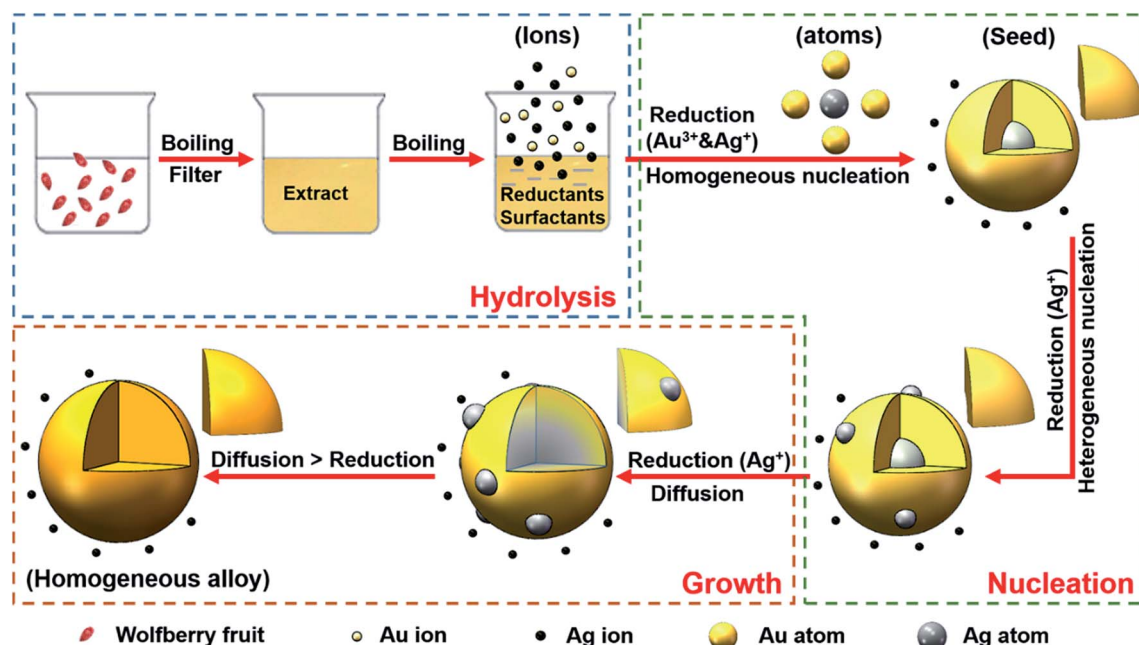 (Ions)
(atoms)
(Seed)
Boiling
Filter
Boiling
Extract
Reductants
Surfactants
Reduction
(Au³⁺&Ag⁺)
Homogeneous nucleation
Hydrolysis
Reduction (Ag⁺)
Heterogeneous nucleation
Diffusion > Reduction
Reduction (Ag⁺)
Diffusion
(Homogeneous alloy)
Growth
Nucleation
Wolfberry fruit
Au ion
Ag ion
Au atom
Ag atom